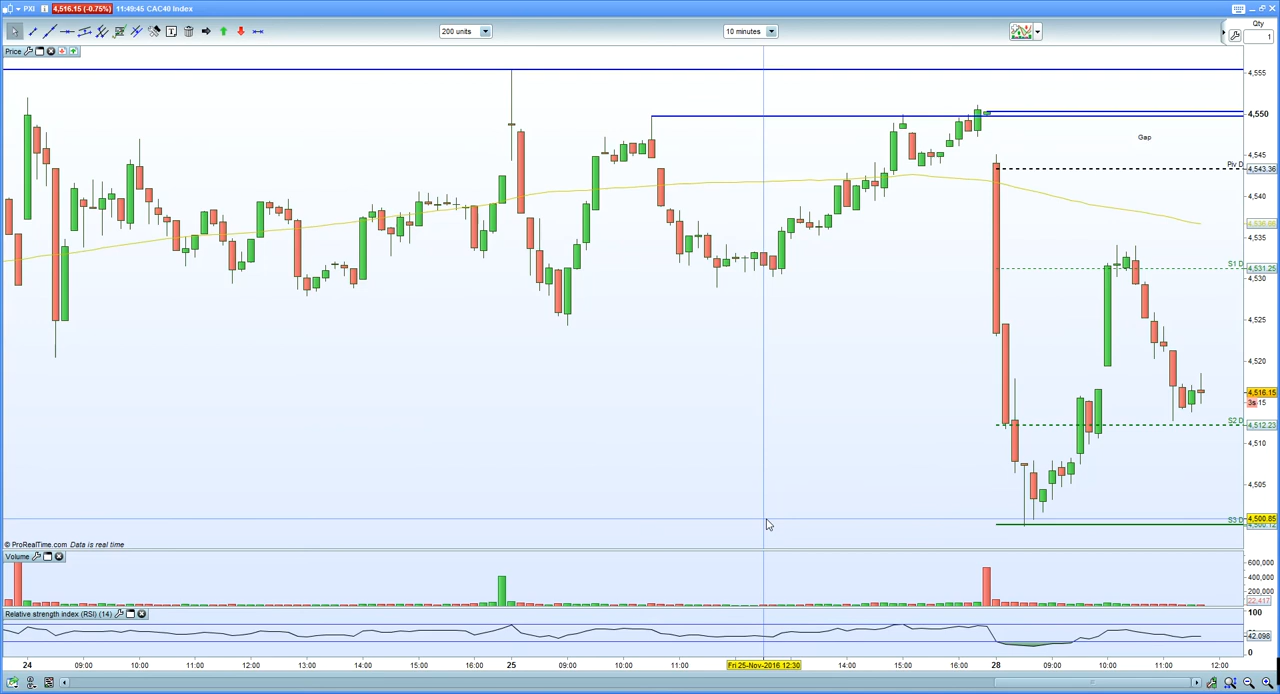 PXI 4,516.15 (-0.75%) 11:49:45 CAC40 Index
200 units
10 minutes
Qty
1
Price
4,555
4,550
Gap
4,545
Piv D
4,543.36
4,540
4,535
S1 D
4,531.25
4,530
4,525
4,520
4,516.15
3s 15
S2 D
4,512.23
4,510
4,505
S3 D
4,500.85
© ProRealTime.com Data is real time
Volume
600,000
400,000
200,000
22,417
Relative strength index (RSI) (14)
100
42.098
0
24 09:00 10:00 11:00 12:00 13:00 14:00 15:00 16:00 25 09:00 10:00 11:00 Fri 25-Nov-2016 12:30 14:00 15:00 16:00 28 09:00 10:00 11:00 12:00